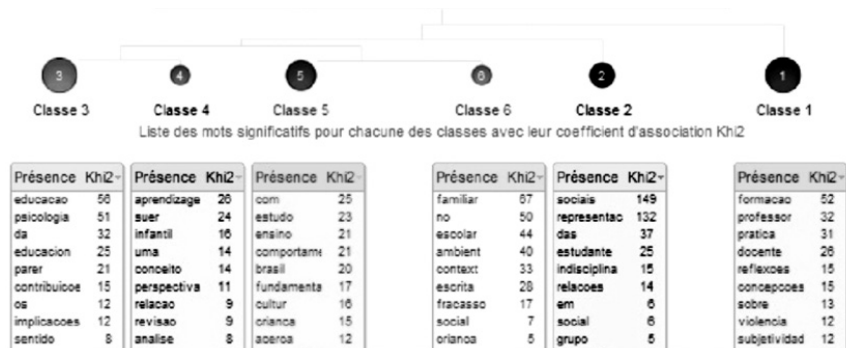 3 4 5 6 2 1
Classe 3 Classe 4 Classe 5 Classe 6 Classe 2 Classe 1
Liste des mots significatifs pour chacune des classes avec leur coefficient d'association Khi2
Présence Khi2 Présence Khi2 Présence Khi2 Présence Khi2 Présence Khi2 Présence Khi2
educacao 56 aprendizage 26 com 25 familiar 67 sociais 149 formacao 52
psicologia 51 suer 24 estudo 23 no 50 representac 132 professor 32
da 32 infantil 16 ensino 21 escolar 44 das 37 pratica 31
educacion 25 uma 14 comportame 21 ambient 40 estudante 25 docente 26
parer 21 conceito 14 brasil 20 context 33 indisciplina 15 reflexoes 15
contribuicoe 15 perspectiva 11 fundamenta 17 escrita 28 relacoes 14 concepcoes 15
os 12 relacao 9 cultur 16 fracasso 17 em 6 sobre 13
implicacoes 12 revisao 9 crianca 15 social 7 social 6 violencia 12
sentido 8 analise 8 acerca 12 crianca 5 grupo 5 subjetividad 12